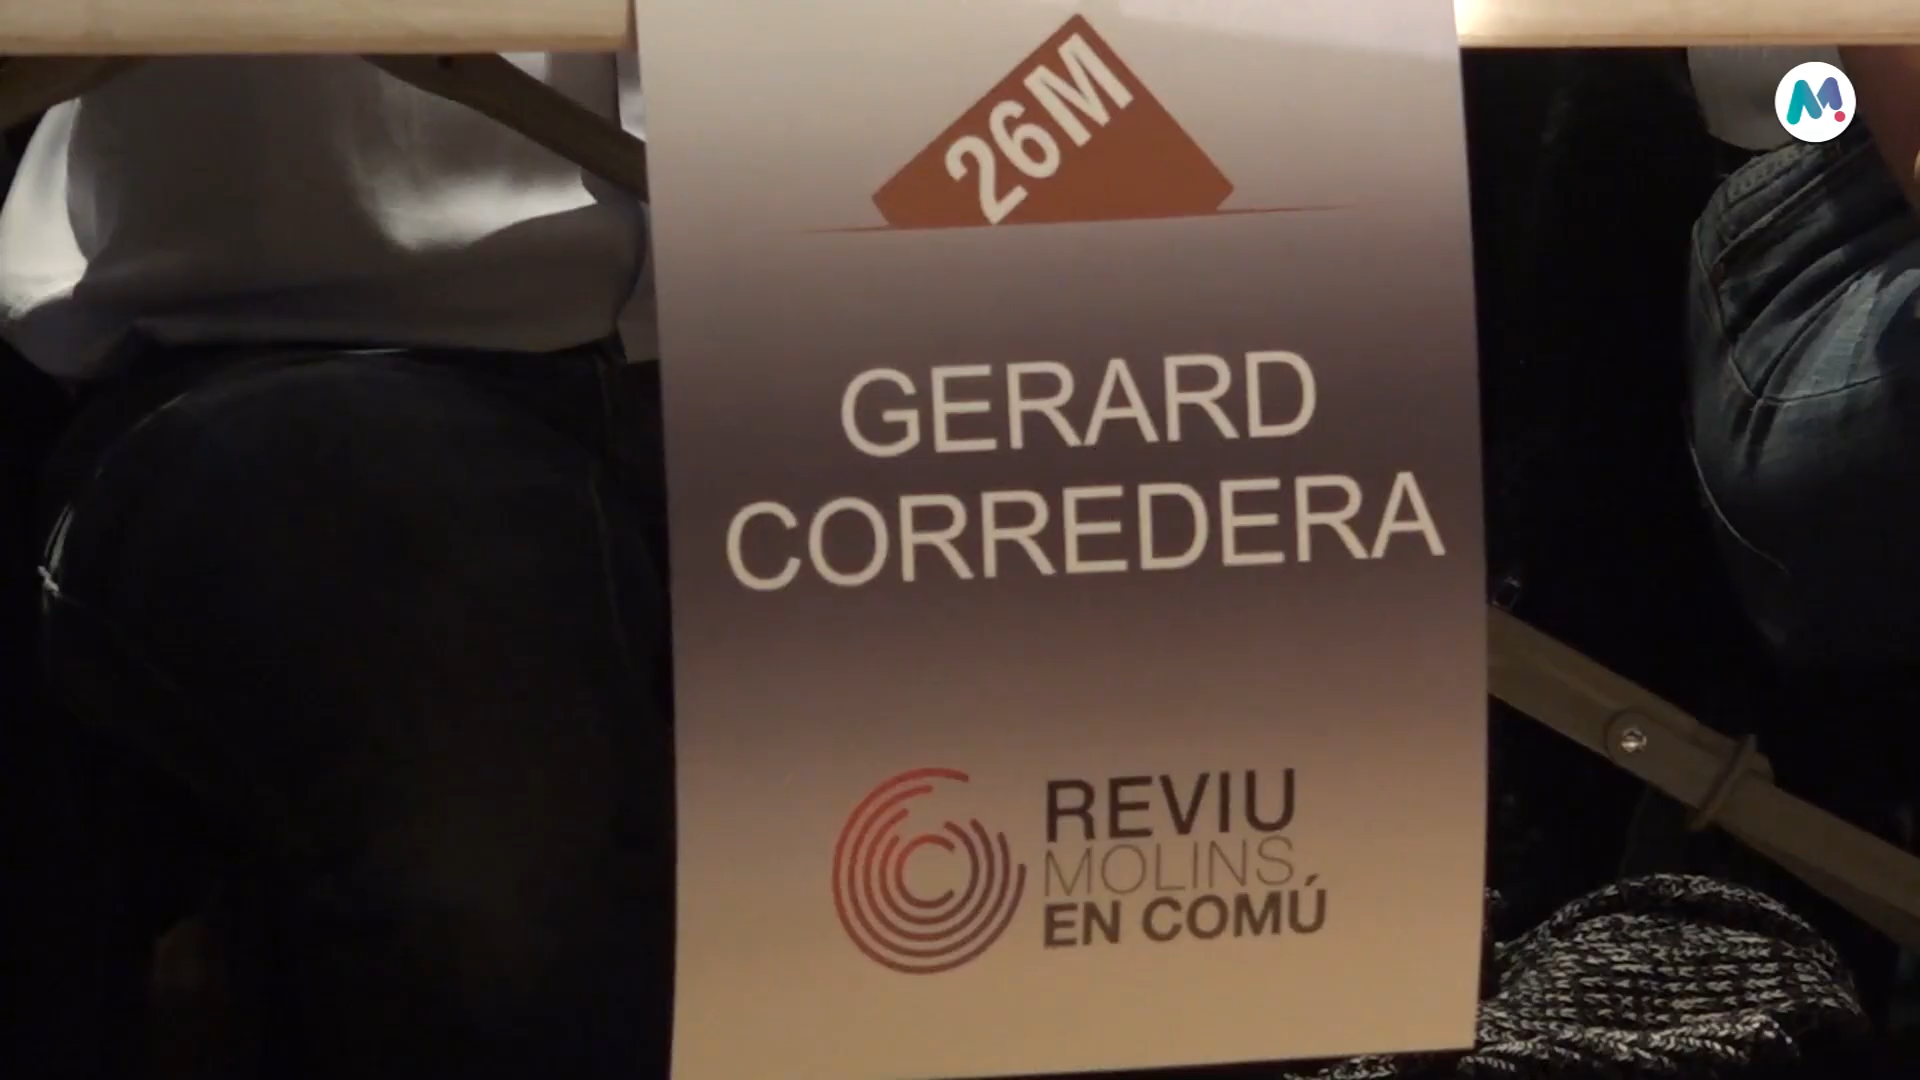 26M
GERARD
CORREDERA
REVIU
MOLINS
EN COMÚ